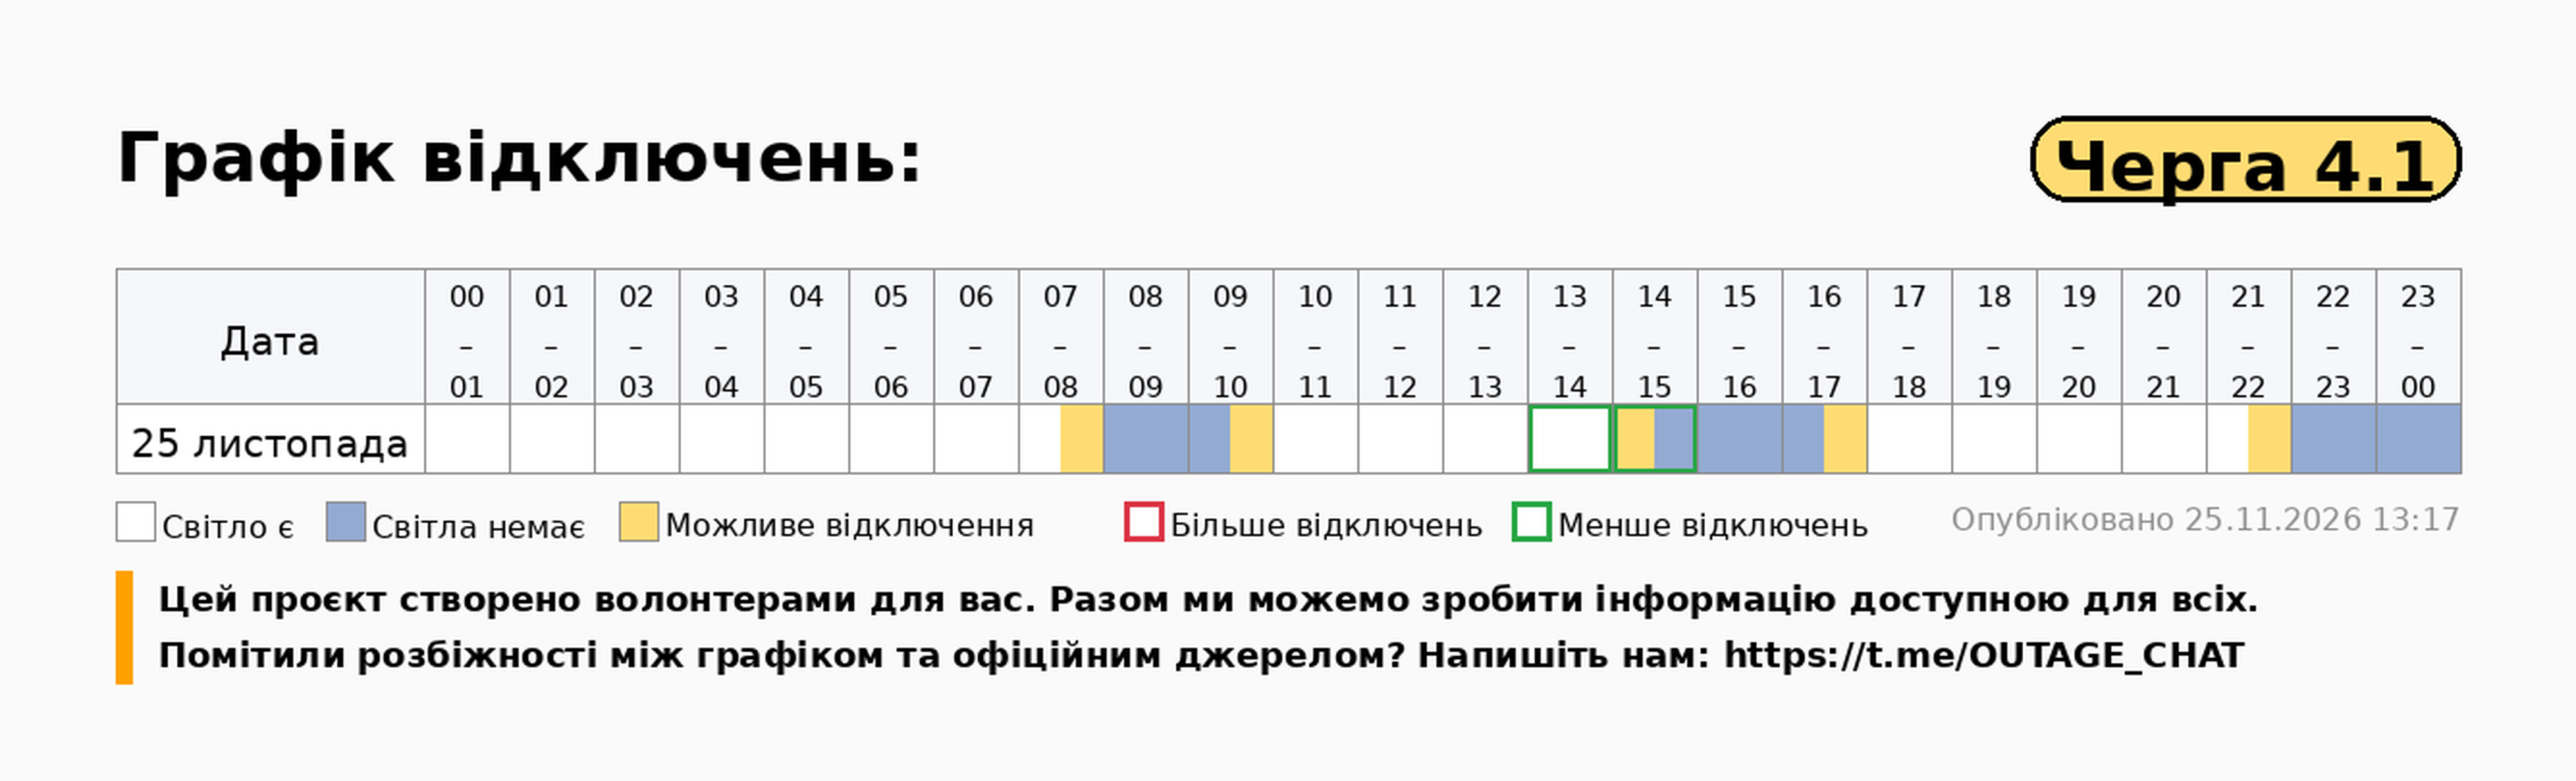 Графік відключень:
Черга 4.1
Дата
00 – 01
01 – 02
02 – 03
03 – 04
04 – 05
05 – 06
06 – 07
07 – 08
08 – 09
09 – 10
10 – 11
11 – 12
12 – 13
13 – 14
14 – 15
15 – 16
16 – 17
17 – 18
18 – 19
19 – 20
20 – 21
21 – 22
22 – 23
23 – 00
25 листопада
Світло є
Світла немає
Можливе відключення
Більше відключень
Менше відключень
Опубліковано 25.11.2026 13:17
Цей проєкт створено волонтерами для вас. Разом ми можемо зробити інформацію доступною для всіх.
Помітили розбіжності між графіком та офіційним джерелом? Напишіть нам: https://t.me/OUTAGE_CHAT